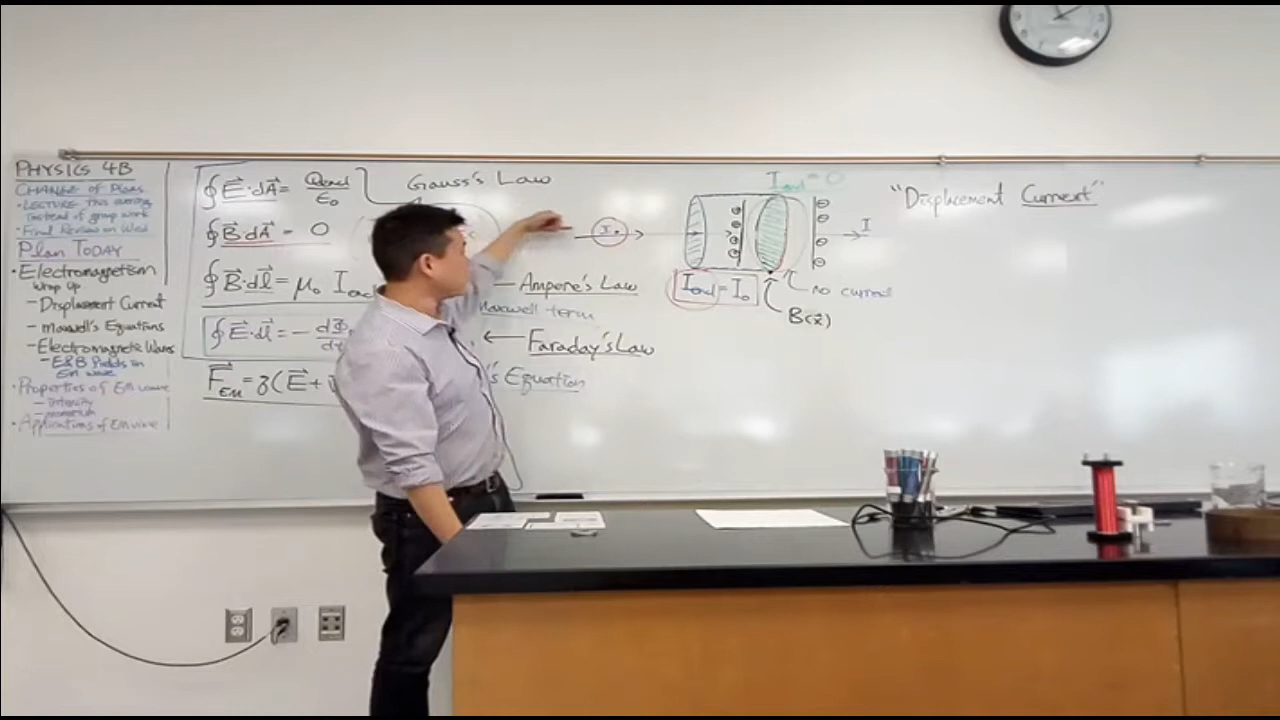 PHYSICS 4B
CHANGE of Plans
• LECTURE this evening
instead of group work
• Final Review on Wed
Plan TODAY
• Electromagnetism
wrap up
- Displacement Current
- Maxwell's Equations
- Electromagnetic Waves
- E&B Fields in
Em wave
• Properties of EM wave
- intensity
- momentum
• Applications of Em wave
∮ E⃗·dA⃗ = Qencl/ε₀
Gauss's Law
∮ B⃗·dA⃗ = 0
∮ B⃗·dl⃗ = μ₀ Iencl
Ampere's Law
Maxwell term
∮ E⃗·dl⃗ = - dΦ
dt
← Faraday's Law
F⃗EM = q(E⃗ +
's Equation
I₀
Iencl = 0
I
Iencl = I₀
no current
B(x⃗)
"Displacement Current"